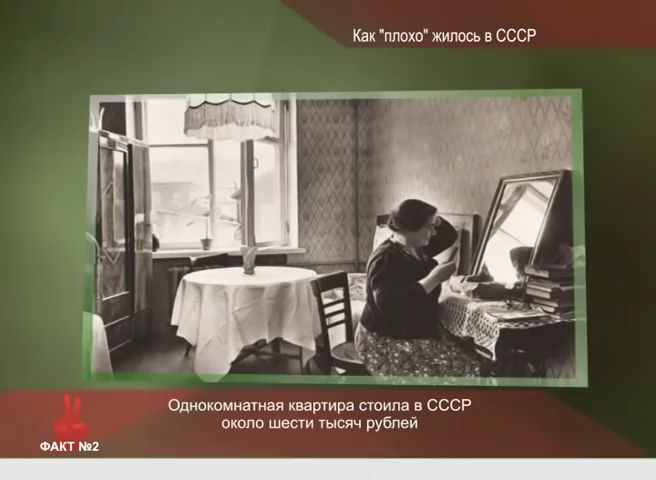 Как "плохо" жилось в СССР
Однокомнатная квартира стоила в СССР
около шести тысяч рублей
ФАКТ №2